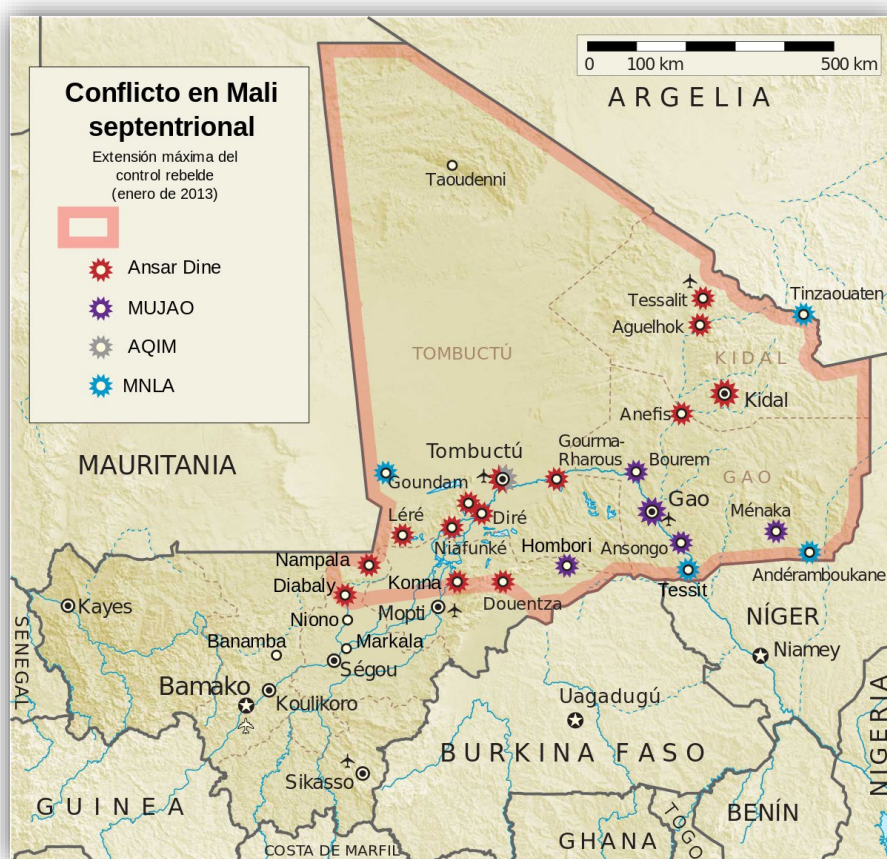 Conflicto en Mali
septentrional
Extensión máxima del
control rebelde
(enero de 2013)
Ansar Dine
MUJAO
AQIM
MNLA
0 100 km 500 km
ARGELIA
Taoudenni
Tessalit
Tinzaouaten
Aguelhok
TOMBUCTÚ
KIDAL
Kidal
Anefis
MAURITANIA
Tombuctú
Gourma-
Rharous
Bourem
Goundam
GAO
Gao
Léré
Diré
Ménaka
Niafunké
Hombori
Ansongo
Nampala
Andéramboukane
Diabaly
Konna
Douentza
Tessit
Kayes
Niono
Mopti
NÍGER
SENEGAL
Banamba
Markala
Niamey
Ségou
Bamako
Koulikoro
Uagadugú
BURKINA FASO
NIGERIA
Sikasso
GUINEA
BENÍN
TOGO
GHANA
COSTA DE MARFIL